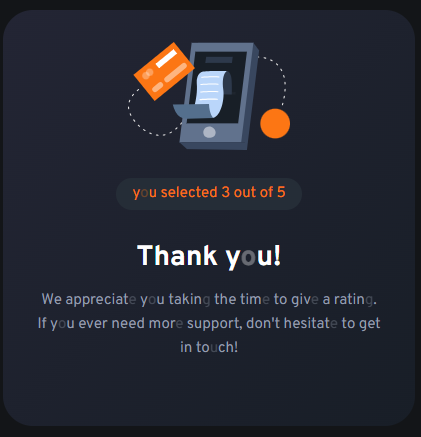 you selected 3 out of 5
Thank you!
We appreciate you taking the time to give a rating.
If you ever need more support, don't hesitate to get
in touch!